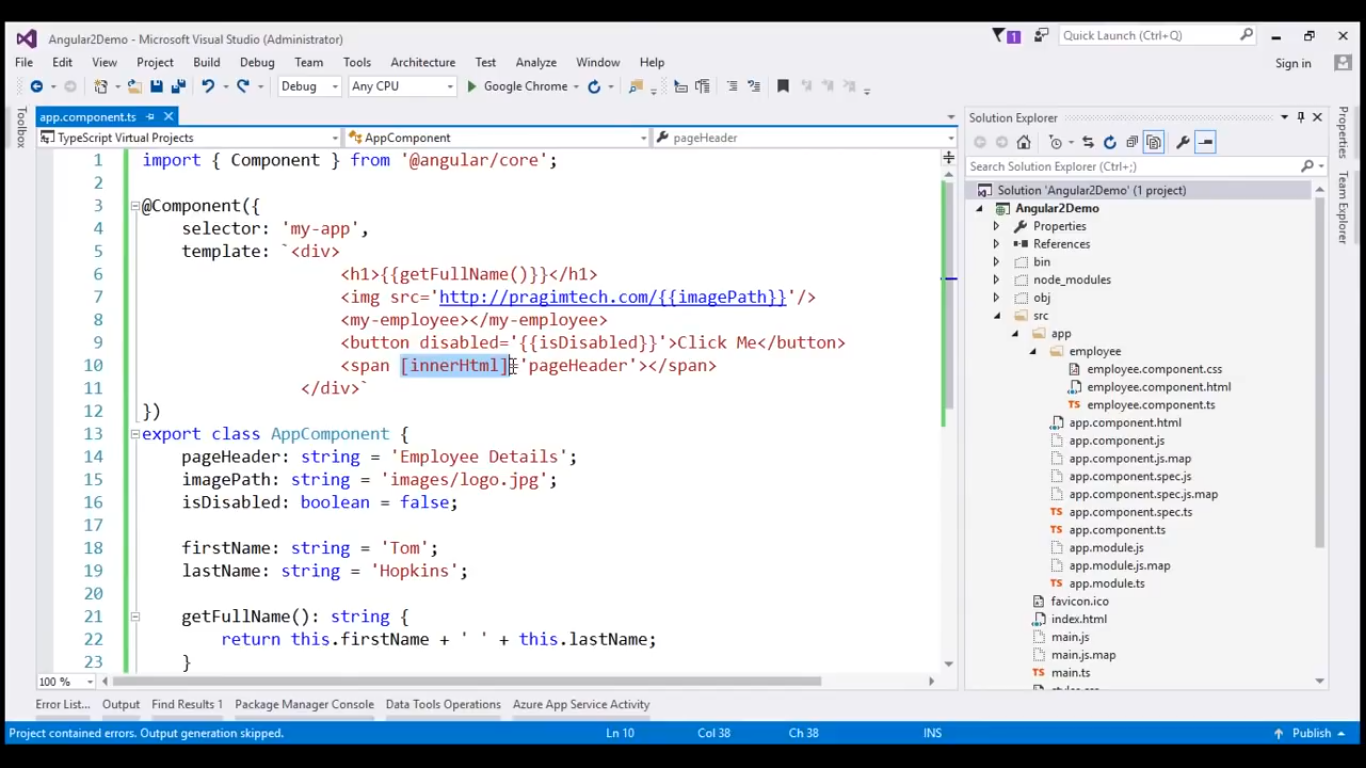 Angular2Demo - Microsoft Visual Studio (Administrator)
1
Quick Launch (Ctrl+Q)
File Edit View Project Build Debug Team Tools Architecture Test Analyze Window Help
Sign in
Debug Any CPU Google Chrome
Toolbox
app.component.ts
TypeScript Virtual Projects AppComponent pageHeader
1 import { Component } from '@angular/core';
2
3 @Component({
4 selector: 'my-app',
5 template: `<div>
6 <h1>{{getFullName()}}</h1>
7 <img src='http://pragimtech.com/{{imagePath}}'/>
8 <my-employee></my-employee>
9 <button disabled='{{isDisabled}}'>Click Me</button>
10 <span [innerHtml]='pageHeader'></span>
11 </div>`
12 })
13 export class AppComponent {
14 pageHeader: string = 'Employee Details';
15 imagePath: string = 'images/logo.jpg';
16 isDisabled: boolean = false;
17
18 firstName: string = 'Tom';
19 lastName: string = 'Hopkins';
20
21 getFullName(): string {
22 return this.firstName + ' ' + this.lastName;
23 }
100 %
Solution Explorer
Search Solution Explorer (Ctrl+;)
Solution 'Angular2Demo' (1 project)
Angular2Demo
Properties
References
bin
node_modules
obj
src
app
employee
employee.component.css
employee.component.html
TS employee.component.ts
app.component.html
app.component.js
app.component.js.map
app.component.spec.js
app.component.spec.js.map
TS app.component.spec.ts
TS app.component.ts
app.module.js
app.module.js.map
TS app.module.ts
favicon.ico
index.html
main.js
main.js.map
TS main.ts
Properties
Team Explorer
Error List... Output Find Results 1 Package Manager Console Data Tools Operations Azure App Service Activity
Project contained errors. Output generation skipped. Ln 10 Col 38 Ch 38 INS Publish